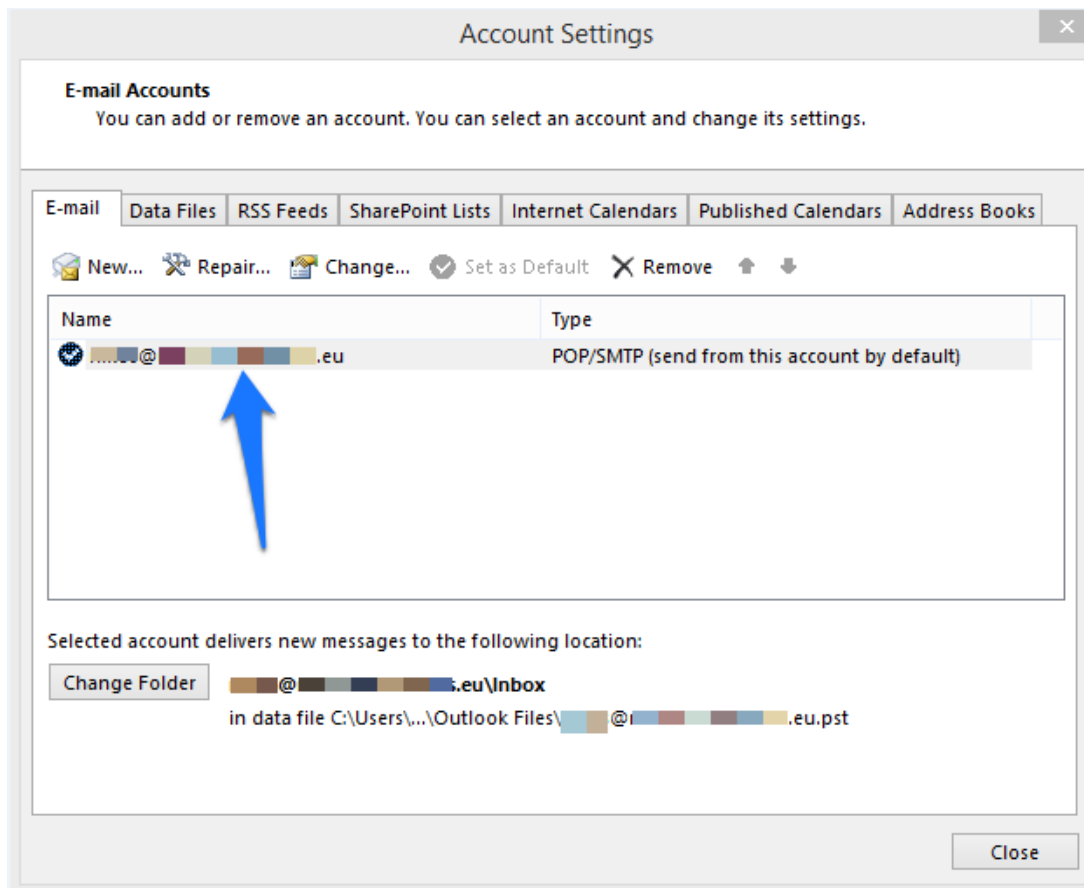 Account Settings
E-mail Accounts
You can add or remove an account. You can select an account and change its settings.
E-mail Data Files RSS Feeds SharePoint Lists Internet Calendars Published Calendars Address Books
New... Repair... Change... Set as Default Remove
Name Type
@ .eu POP/SMTP (send from this account by default)
Selected account delivers new messages to the following location:
Change Folder @ .eu\Inbox
in data file C:\Users\...\Outlook Files\ @ .eu.pst
Close